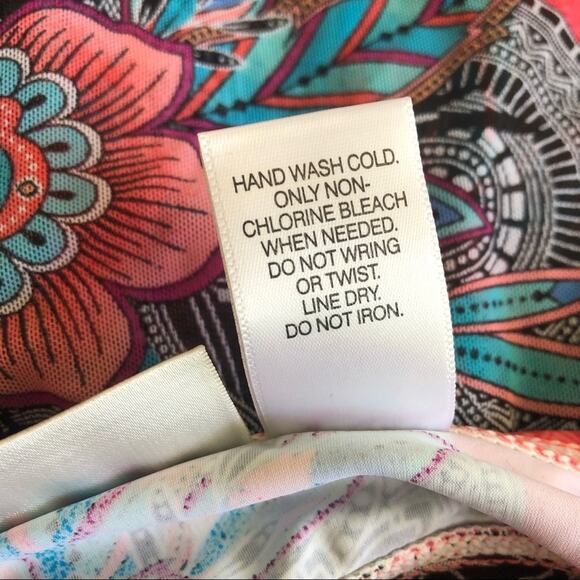 HAND WASH COLD.
ONLY NON-
CHLORINE BLEACH
WHEN NEEDED.
DO NOT WRING
OR TWIST.
LINE DRY.
DO NOT IRON.